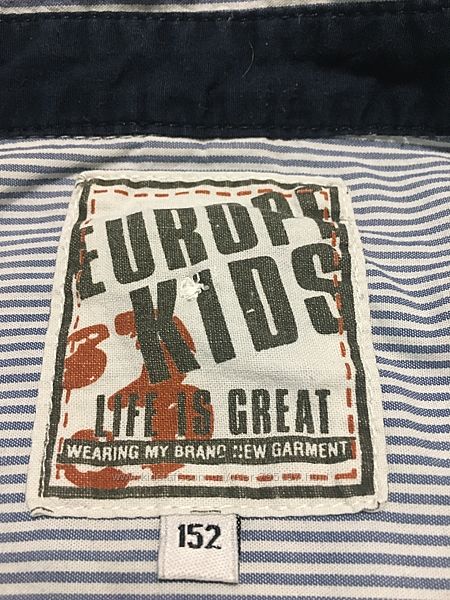 EUROPE
KIDS
LIFE IS GREAT
WEARING MY BRAND NEW GARMENT
152